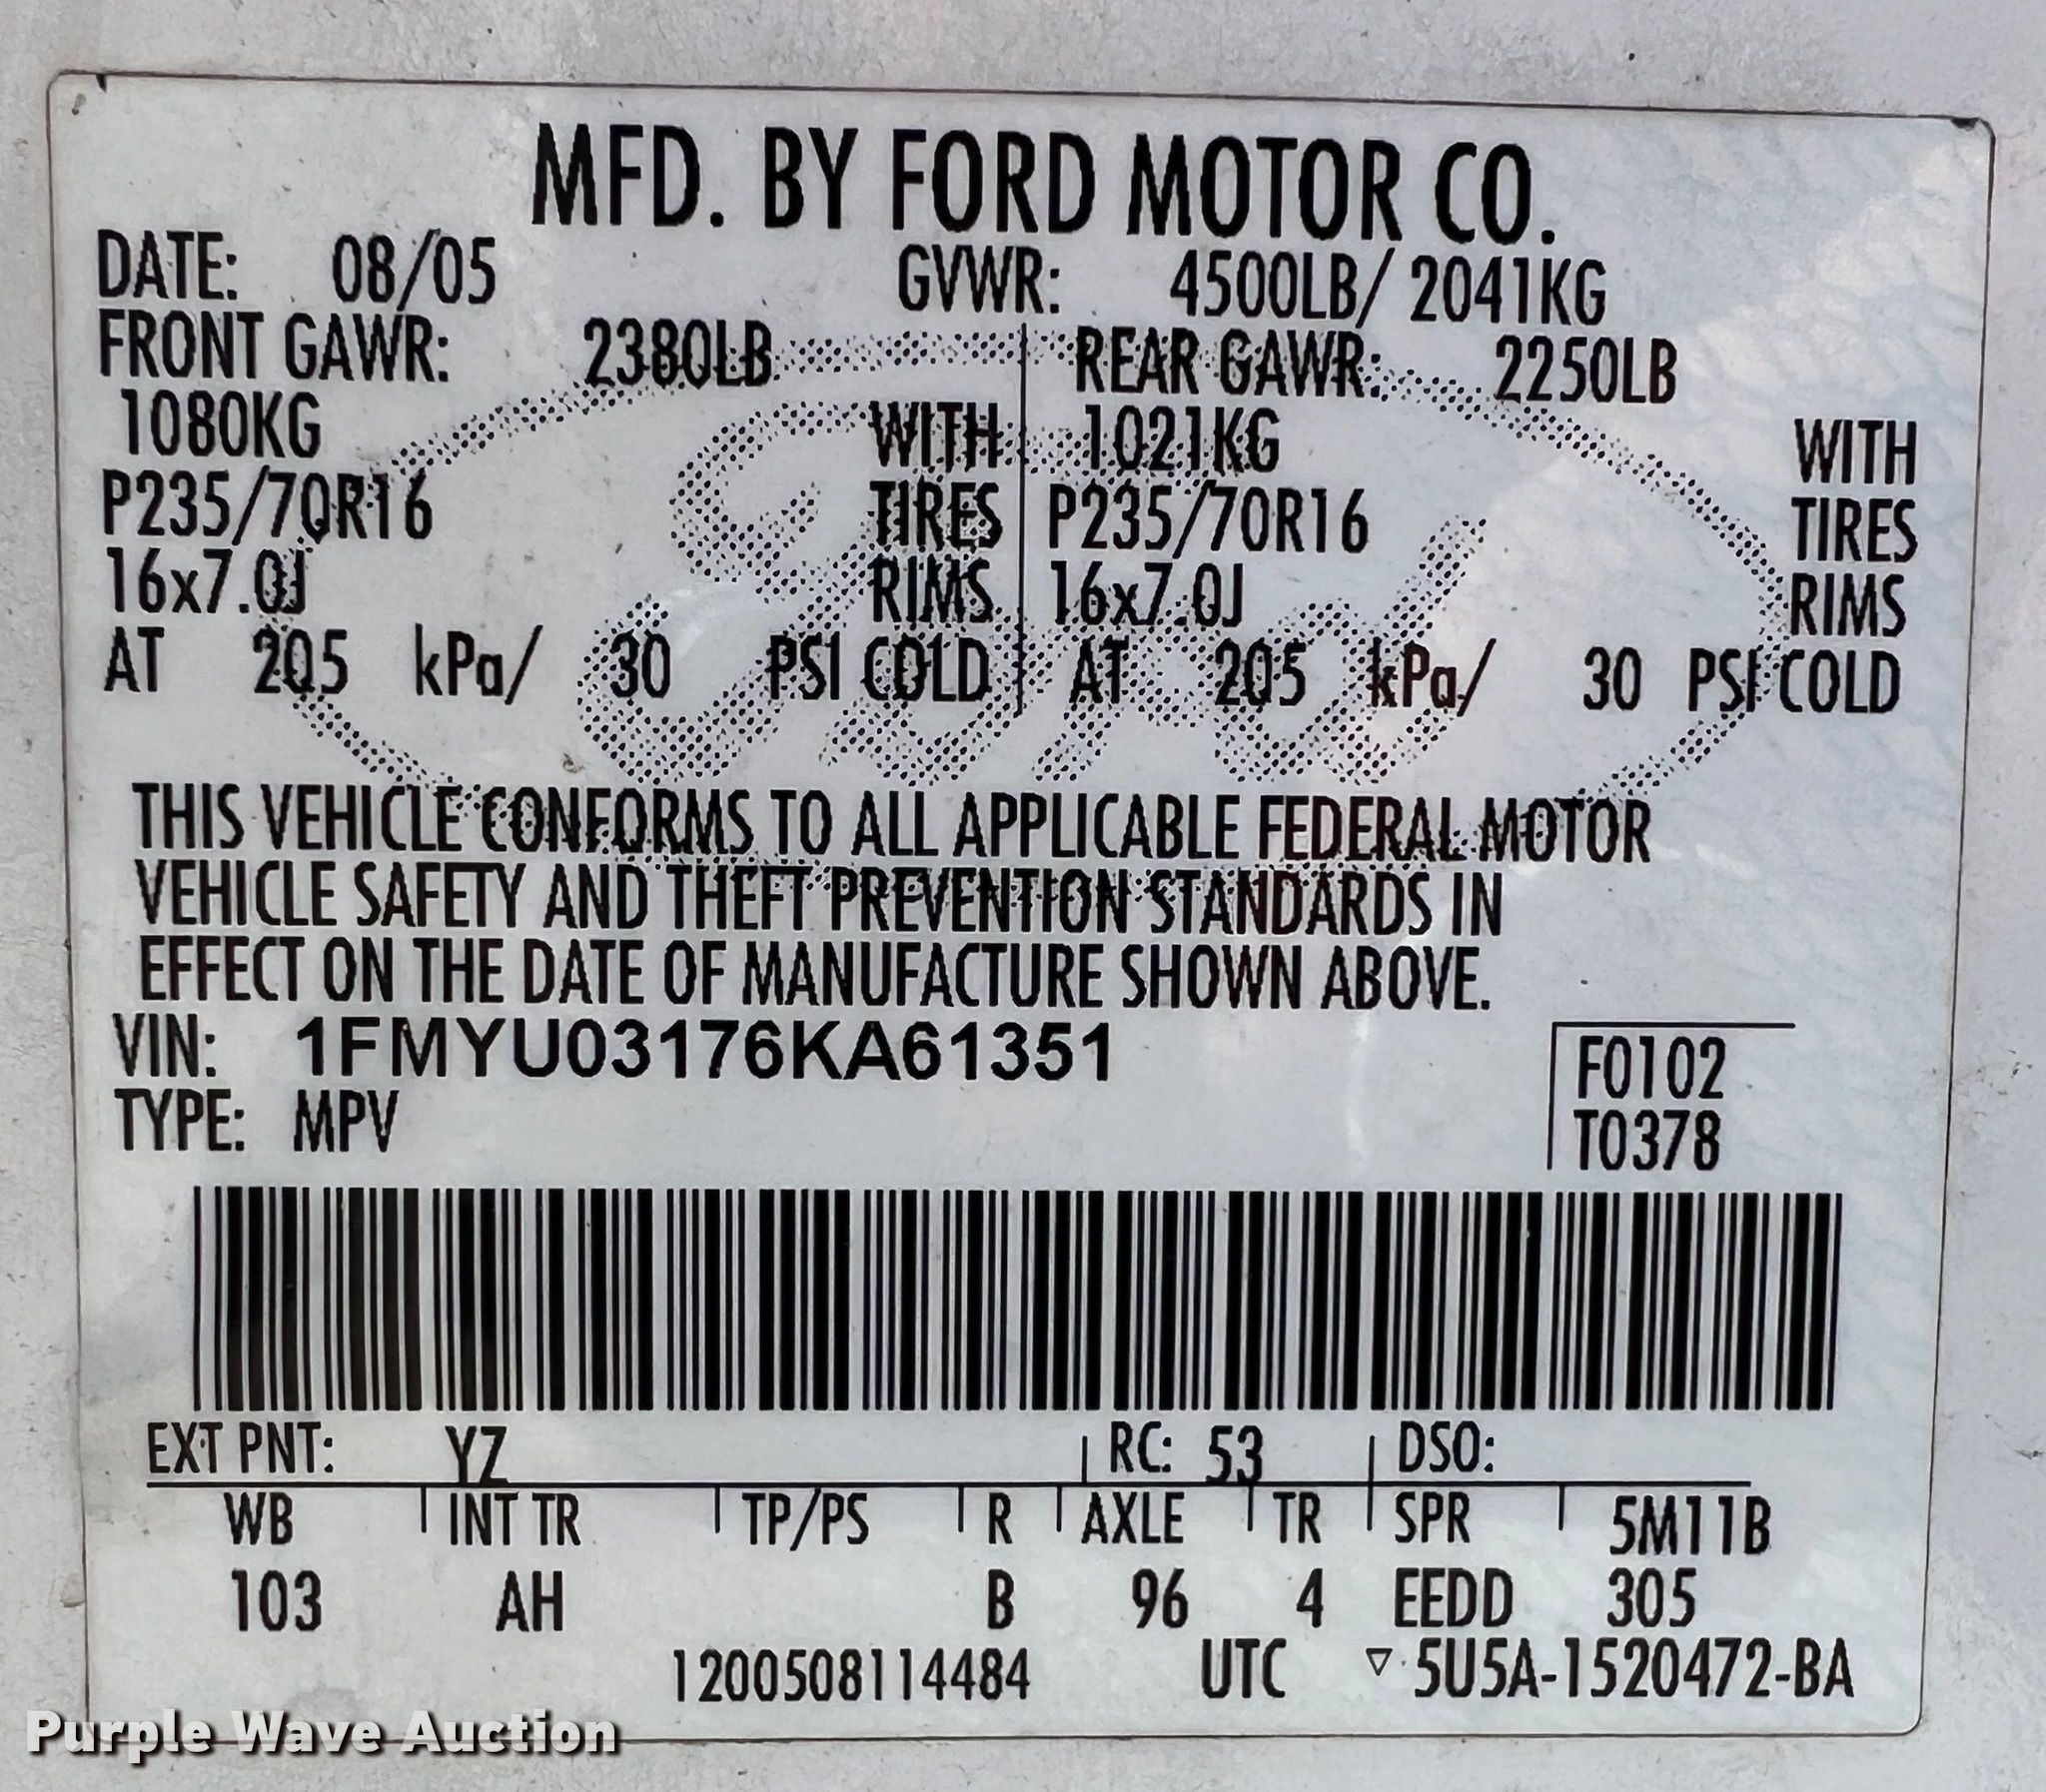 MFD. BY FORD MOTOR CO.
DATE: 08/05 GVWR: 4500LB/ 2041KG
FRONT GAWR: 2380LB REAR GAWR: 2250LB
1080KG WITH 1021KG WITH
P235/70R16 TIRES P235/70R16 TIRES
16x7.0J RIMS 16x7.0J RIMS
AT 205 kPa/ 30 PSI COLD AT 205 kPa/ 30 PSI COLD
Ford
THIS VEHICLE CONFORMS TO ALL APPLICABLE FEDERAL MOTOR
VEHICLE SAFETY AND THEFT PREVENTION STANDARDS IN
EFFECT ON THE DATE OF MANUFACTURE SHOWN ABOVE.
VIN: 1FMYU03176KA61351 F0102
TYPE: MPV T0378
EXT PNT: YZ RC: 53 DSO:
WB INT TR TP/PS R AXLE TR SPR 5M11B
103 AH B 96 4 EEDD 305
1200508114484 UTC ▽ 5U5A-1520472-BA
Purple Wave Auction